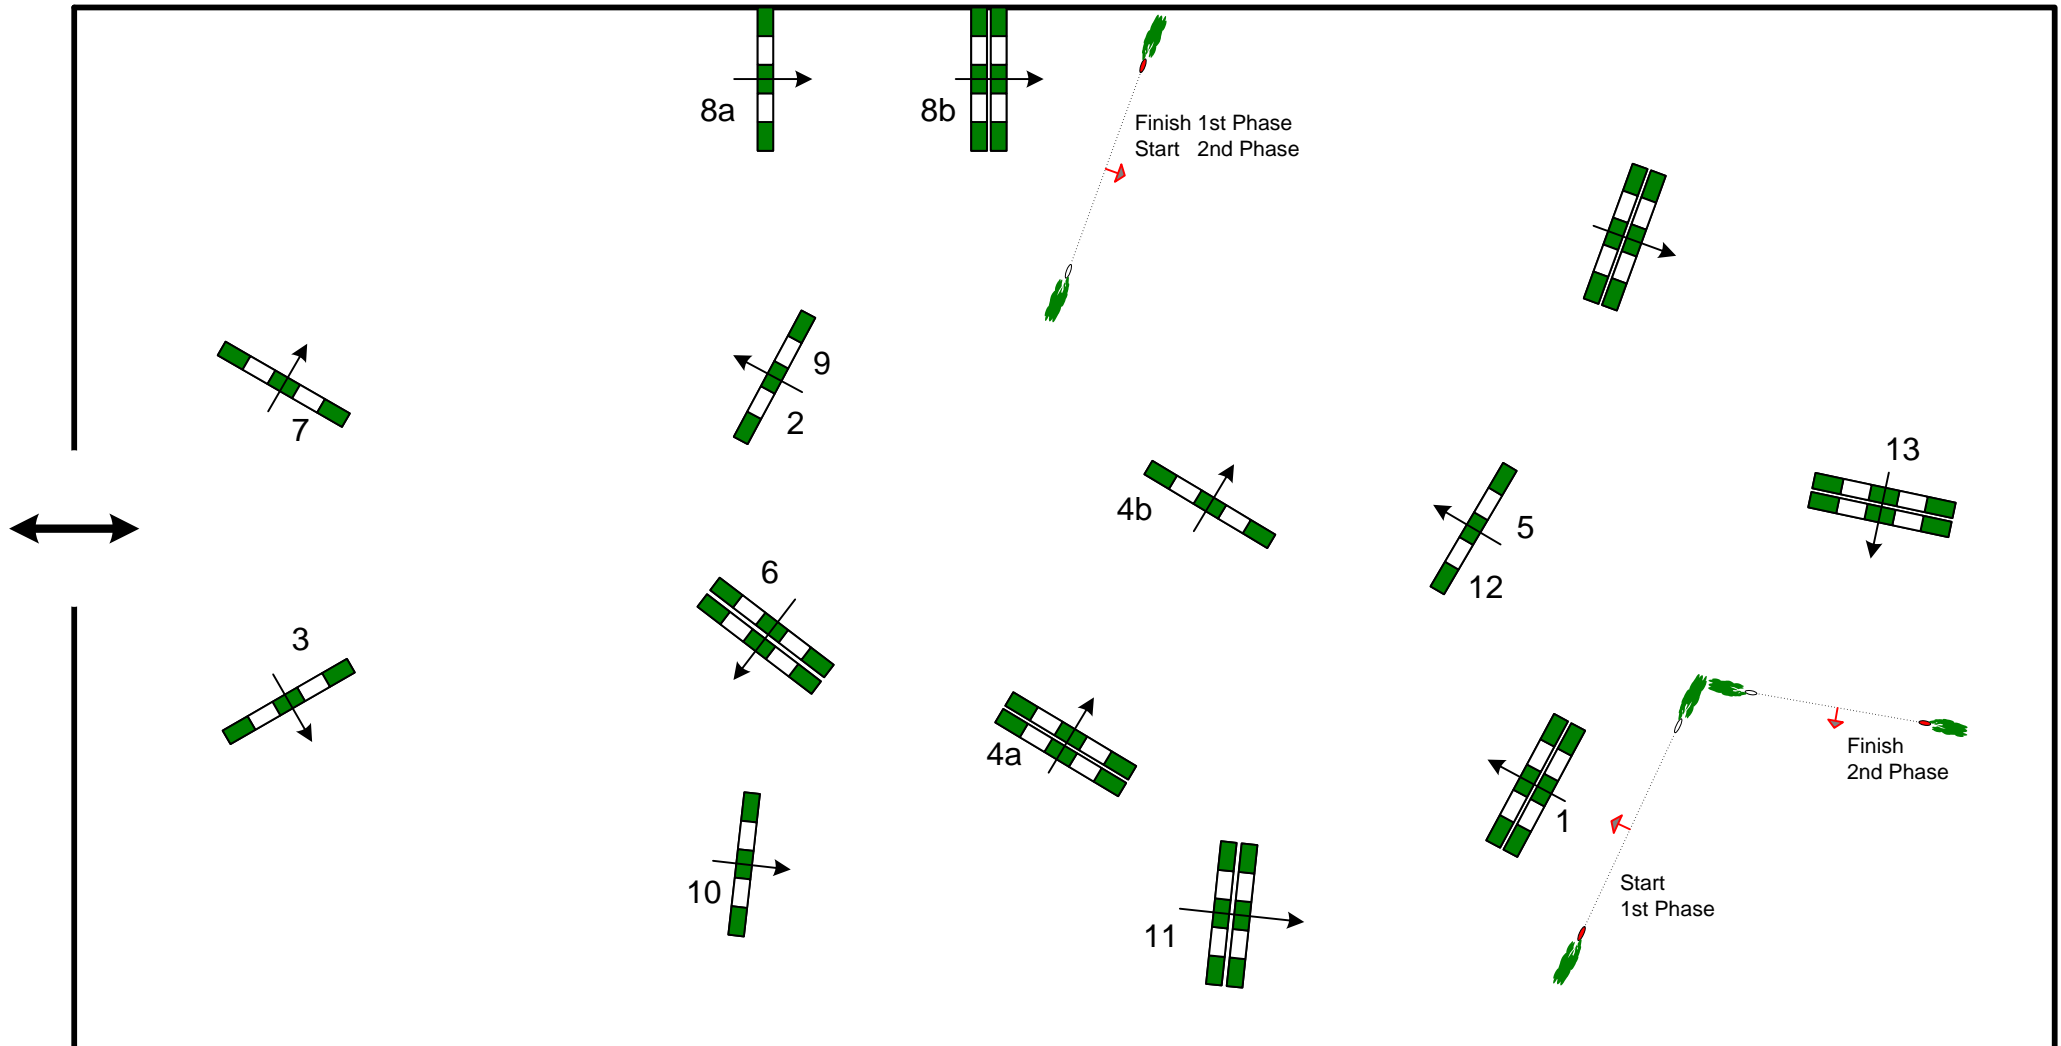 8a
8b
Finish 1st Phase
Start 2nd Phase
9
7
2
13
4b
5
6
12
3
4a
Finish
2nd Phase
1
10
Start
1st Phase
11